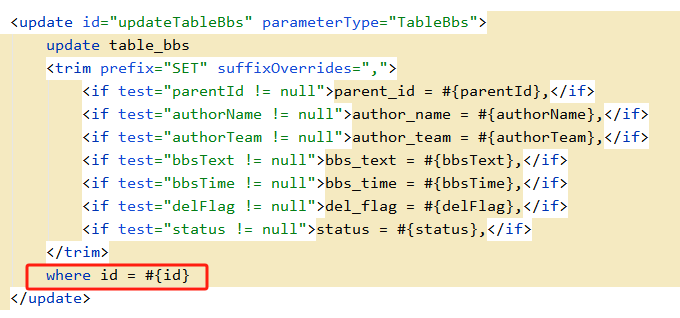 <update id="updateTableBbs" parameterType="TableBbs">
update table_bbs
<trim prefix="SET" suffixOverrides=",">
<if test="parentId != null">parent_id = #{parentId},</if>
<if test="authorName != null">author_name = #{authorName},</if>
<if test="authorTeam != null">author_team = #{authorTeam},</if>
<if test="bbsText != null">bbs_text = #{bbsText},</if>
<if test="bbsTime != null">bbs_time = #{bbsTime},</if>
<if test="delFlag != null">del_flag = #{delFlag},</if>
<if test="status != null">status = #{status},</if>
</trim>
where id = #{id}
</update>